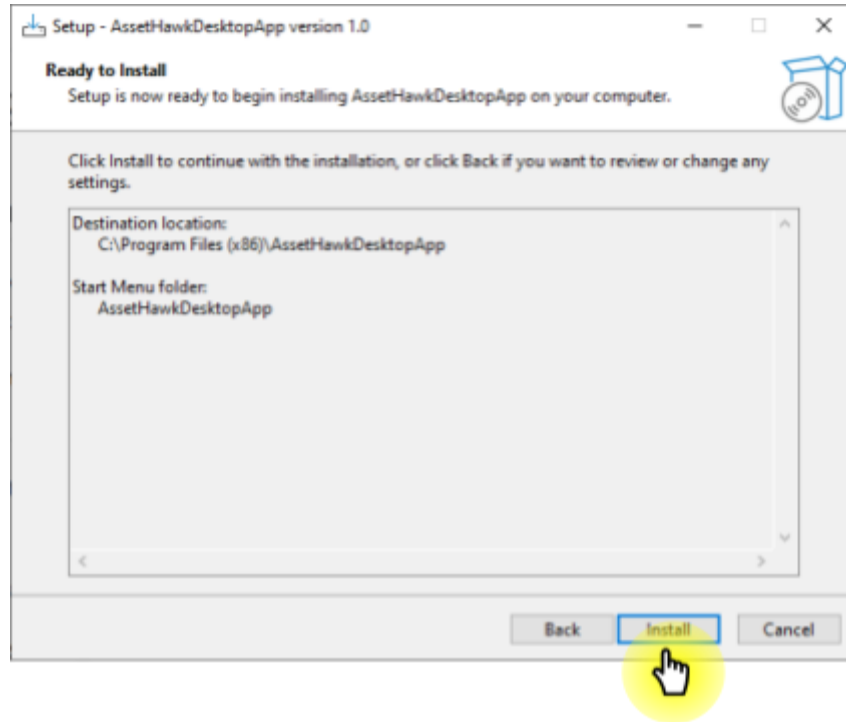 Setup - AssetHawkDesktopApp version 1.0
Ready to Install
Setup is now ready to begin installing AssetHawkDesktopApp on your computer.
Click Install to continue with the installation, or click Back if you want to review or change any
settings.
Destination location:
C:\Program Files (x86)\AssetHawkDesktopApp
Start Menu folder:
AssetHawkDesktopApp
Back Install Cancel